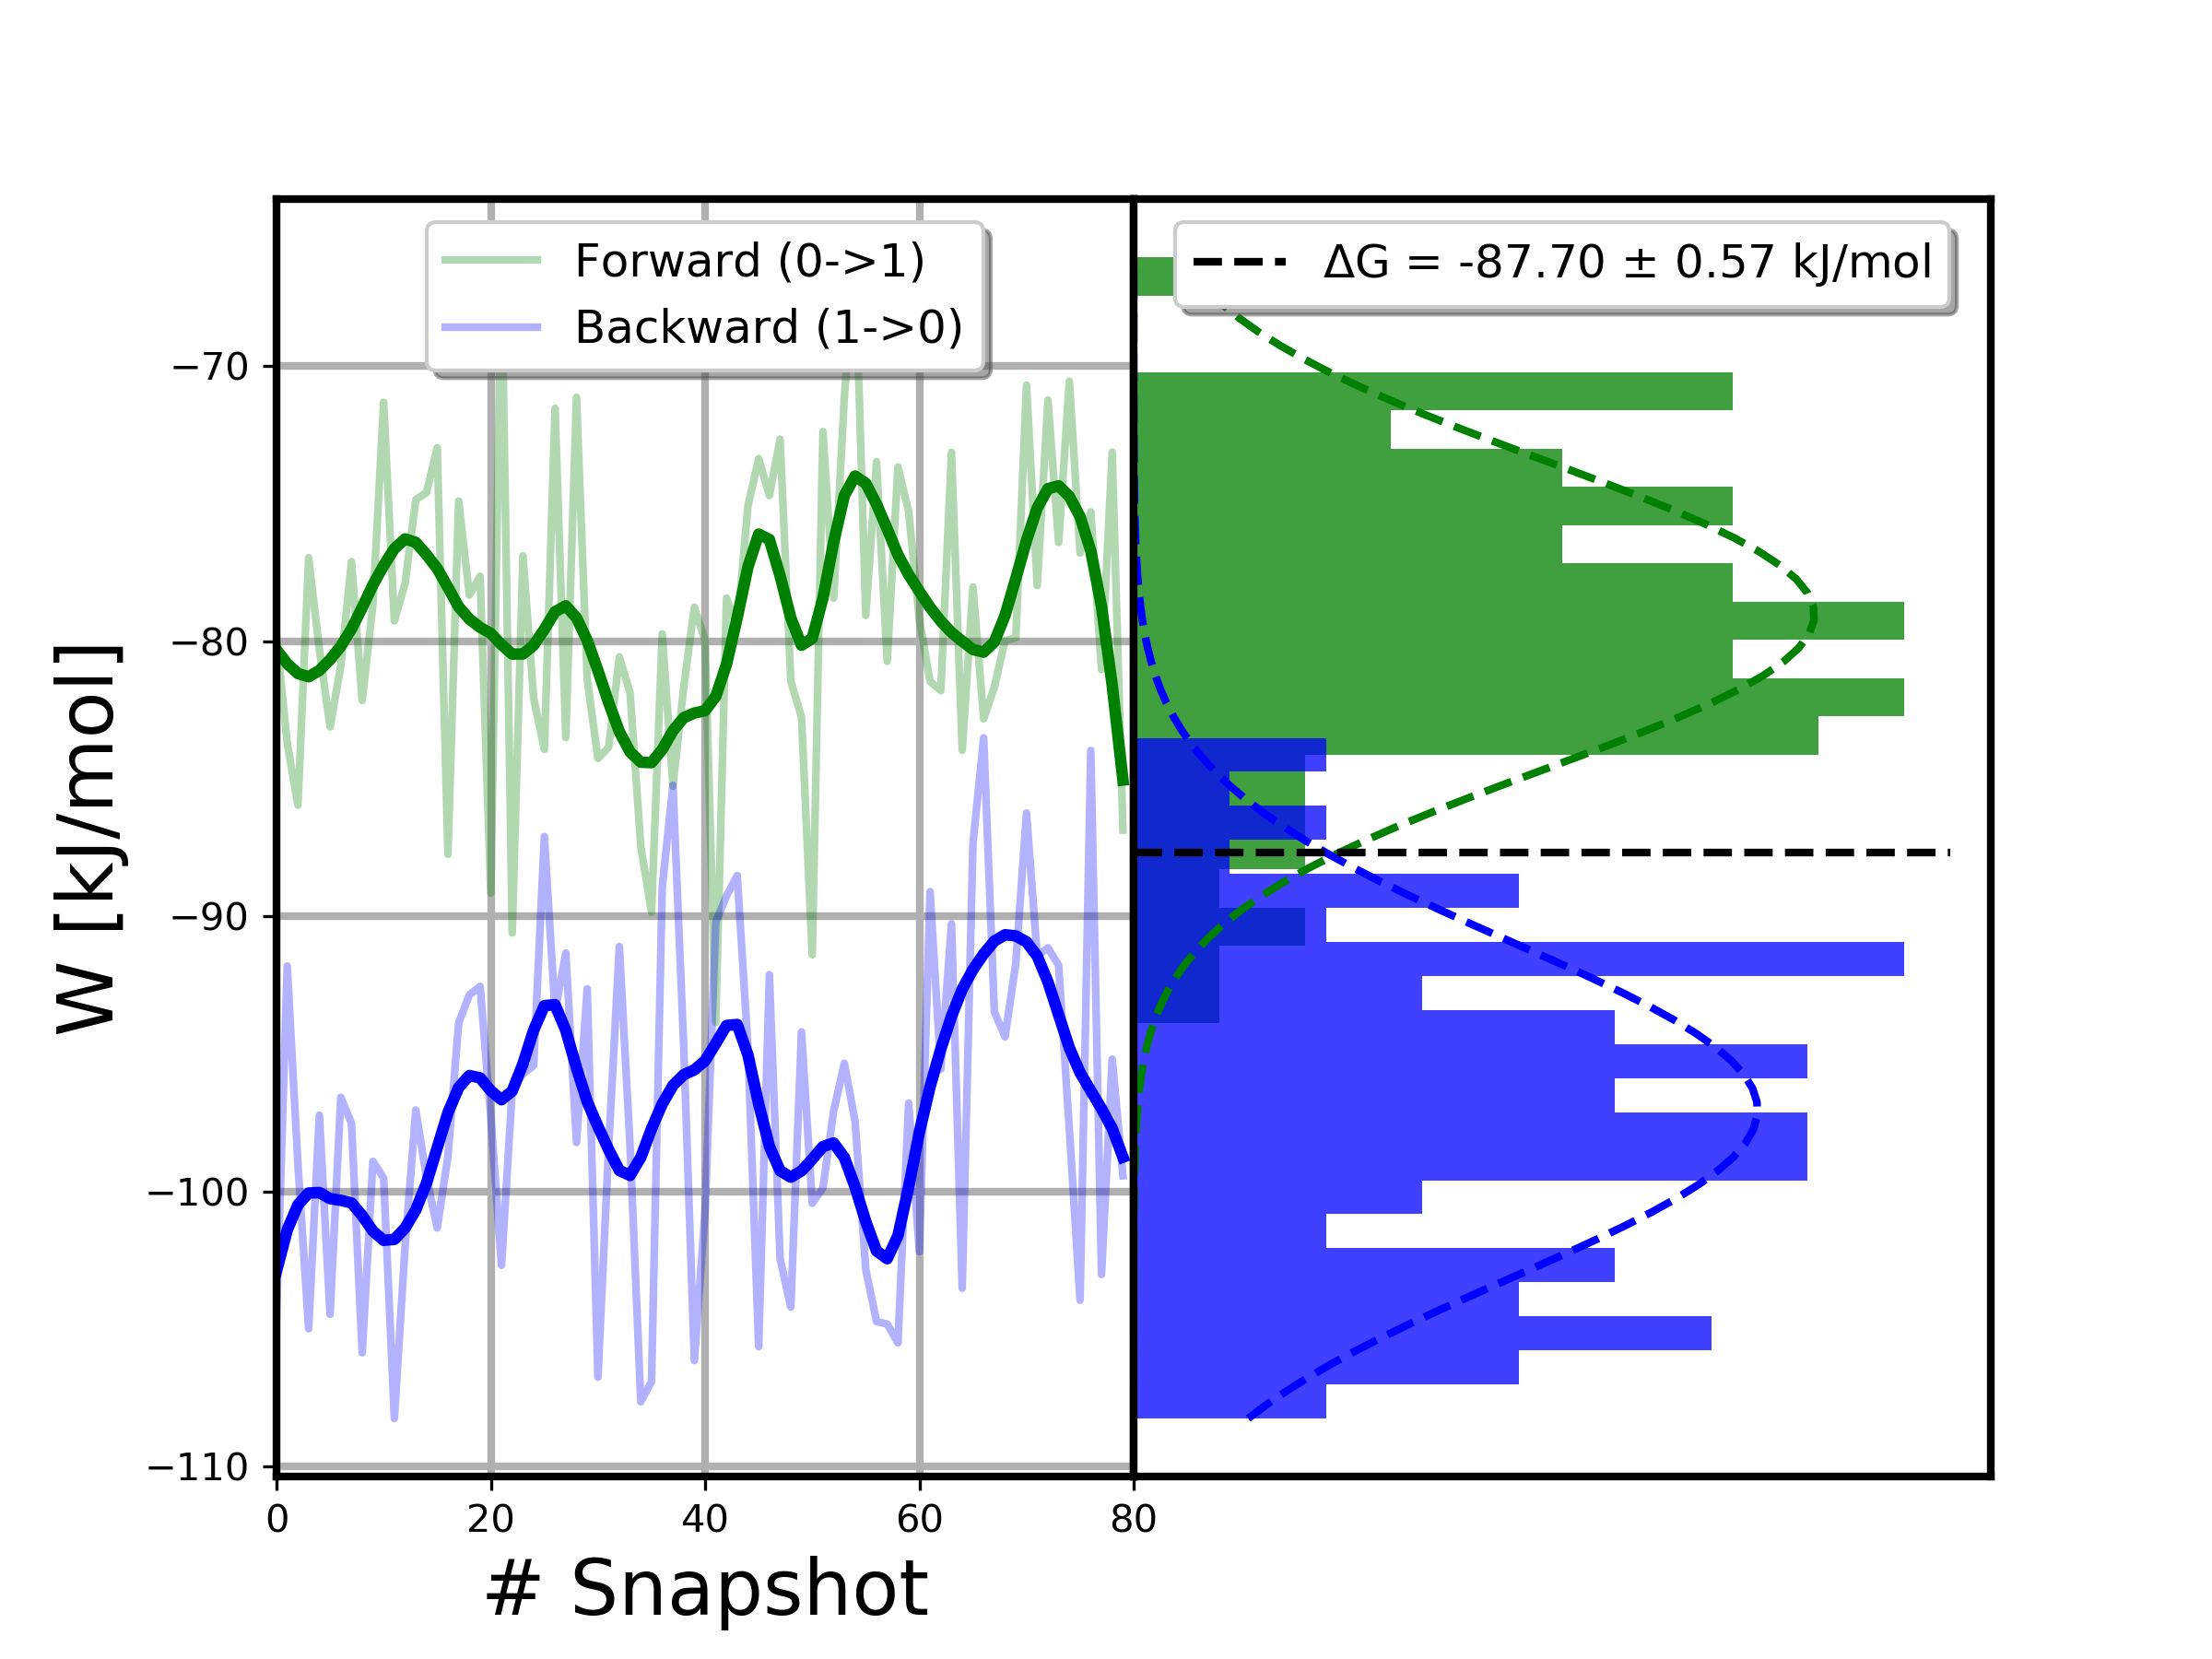 Forward (0->1)
Backward (1->0)
ΔG = -87.70 ± 0.57 kJ/mol
W [kJ/mol]
−70
−80
−90
−100
−110
0 20 40 60 80
# Snapshot